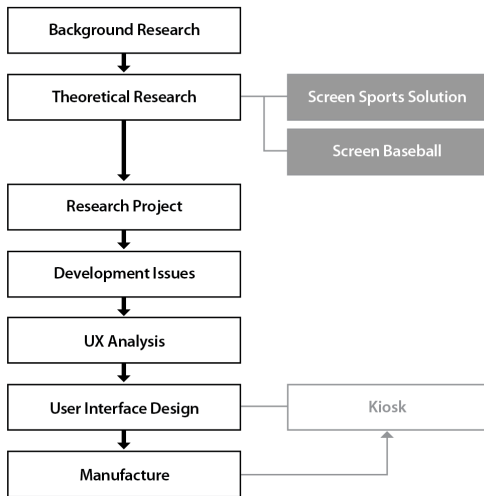 Background Research
Theoretical Research
Screen Sports Solution
Screen Baseball
Research Project
Development Issues
UX Analysis
User Interface Design
Kiosk
Manufacture